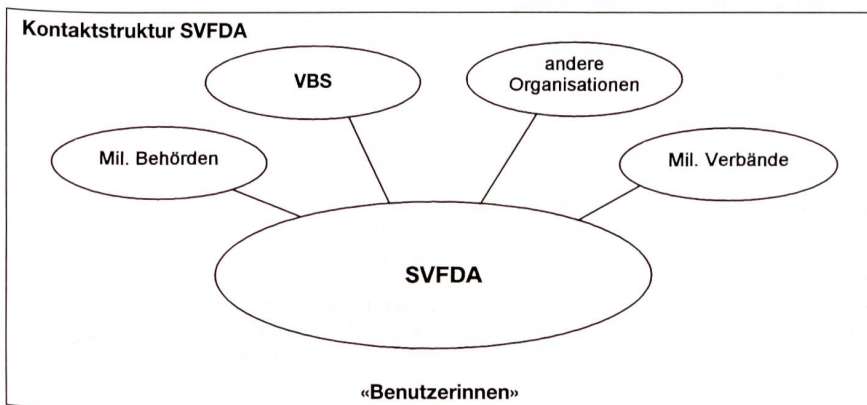 Kontaktstruktur SVFDA
VBS
andere
Organisationen
Mil. Behörden
Mil. Verbände
SVFDA
«Benutzerinnen»